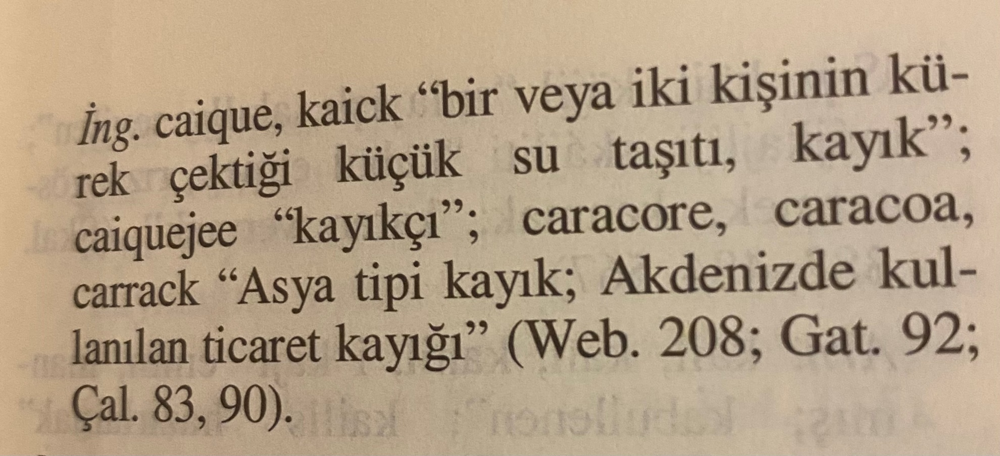 İng. caique, kaick “bir veya iki kişinin kü-
rek çektiği küçük su taşıtı, kayık”;
caiquejee “kayıkçı”; caracore, caracoa,
carrack “Asya tipi kayık; Akdenizde kul-
lanılan ticaret kayığı” (Web. 208; Gat. 92;
Çal. 83, 90).